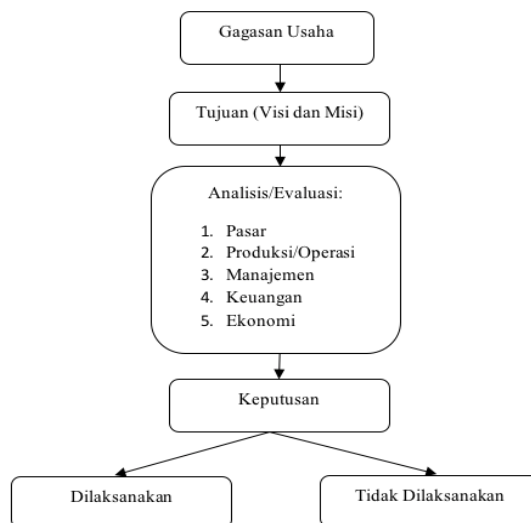 Gagasan Usaha
Tujuan (Visi dan Misi)
Analisis/Evaluasi:
1. Pasar
2. Produksi/Operasi
3. Manajemen
4. Keuangan
5. Ekonomi
Keputusan
Dilaksanakan
Tidak Dilaksanakan